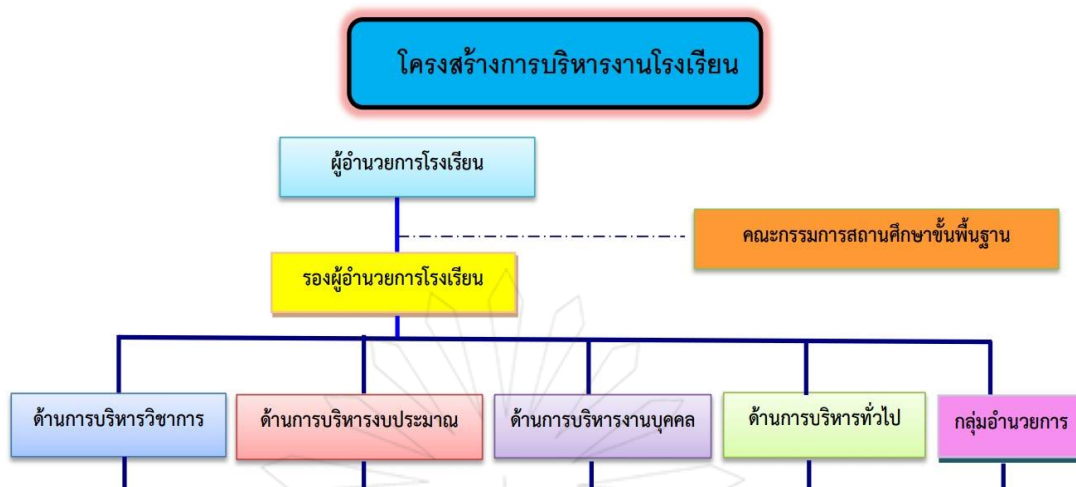 โครงสร้างการบริหารงานโรงเรียน
ผู้อำนวยการโรงเรียน
คณะกรรมการสถานศึกษาขั้นพื้นฐาน
รองผู้อำนวยการโรงเรียน
ด้านการบริหารวิชาการ
ด้านการบริหารงบประมาณ
ด้านการบริหารงานบุคคล
ด้านการบริหารทั่วไป
กลุ่มอำนวยการ